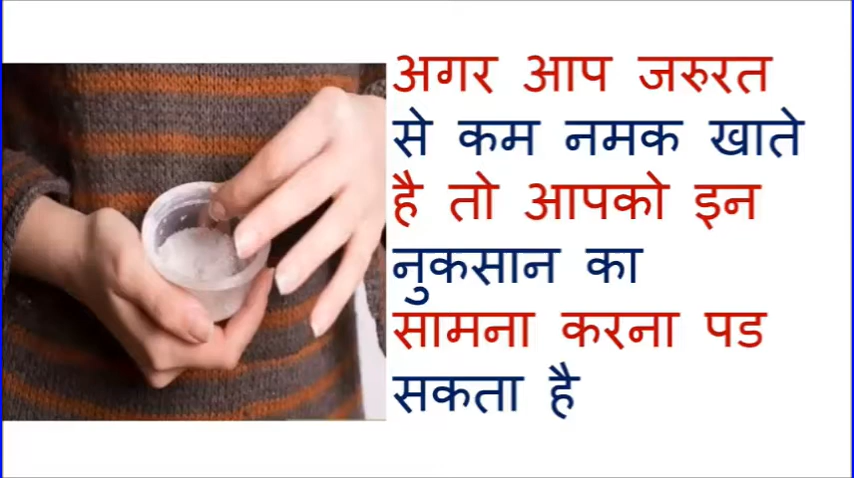 अगर आप जरुरत
से कम नमक खाते
है तो आपको इन
नुकसान का
सामना करना पड
सकता है